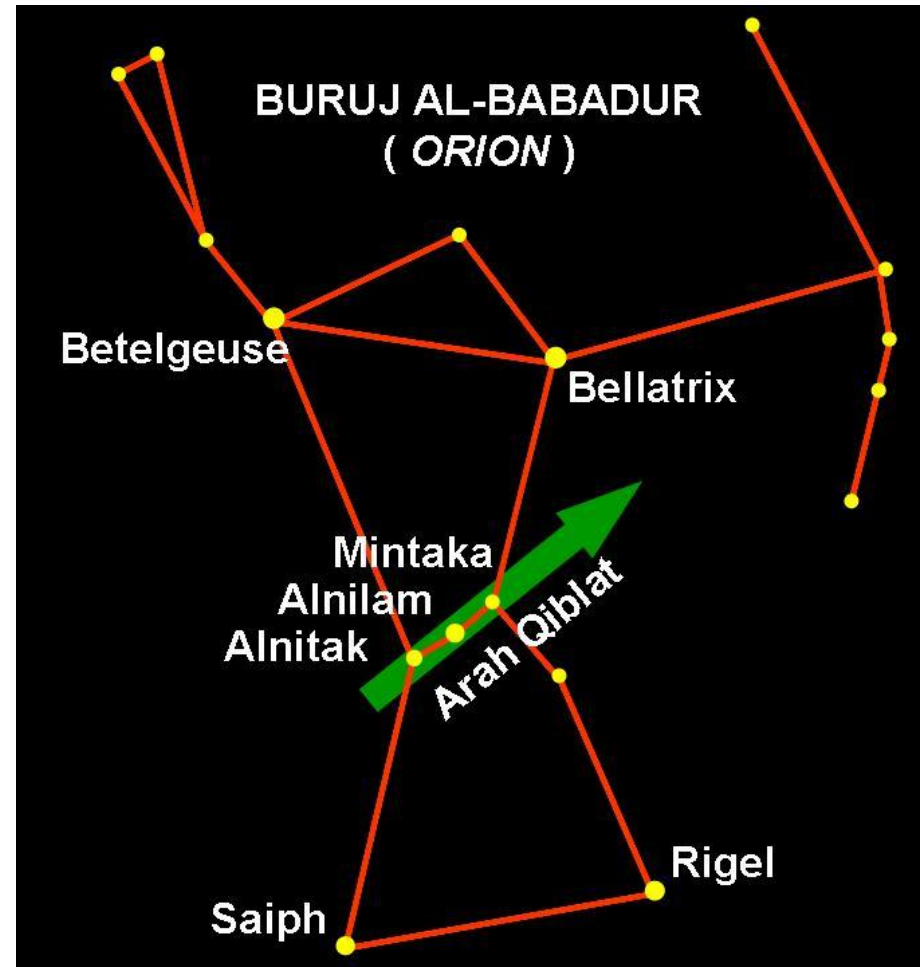 BURUJ AL-BABADUR
( ORION )
Betelgeuse
Bellatrix
Mintaka
Alnilam
Alnitak
Arah Qiblat
Rigel
Saiph